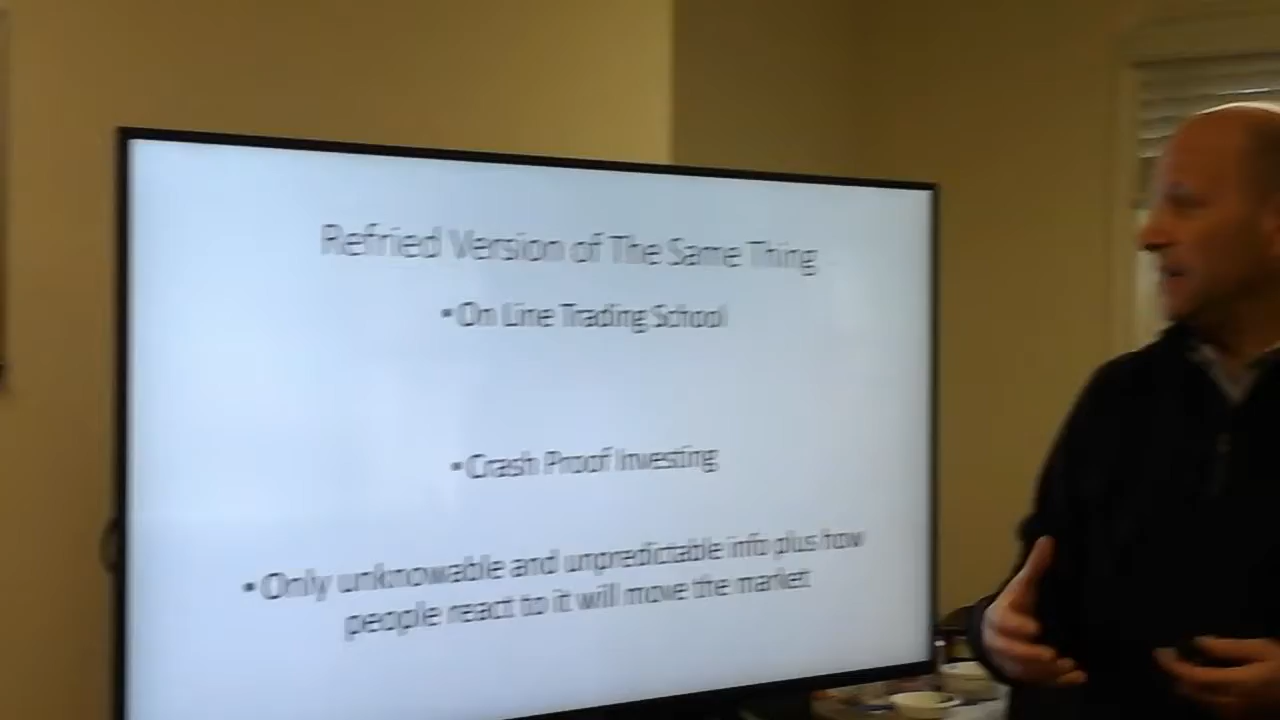 Refried Version of The Same Thing
• On Line Trading School
• Crash Proof Investing
• Only unknowable and unpredictable info plus how
people react to it will move the market